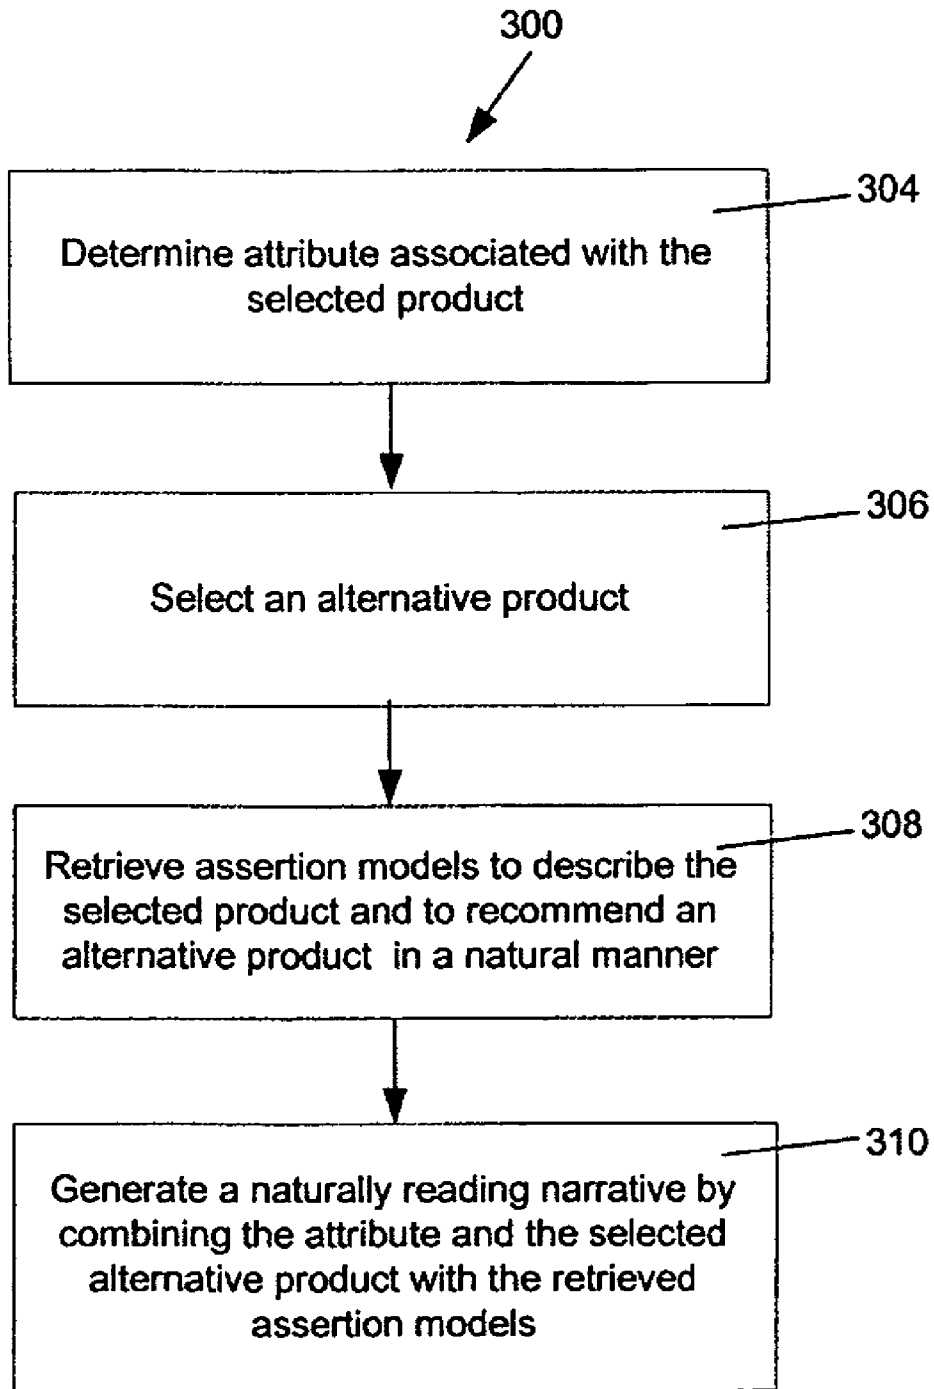 300
304
Determine attribute associated with the
selected product
306
Select an alternative product
308
Retrieve assertion models to describe the
selected product and to recommend an
alternative product in a natural manner
310
Generate a naturally reading narrative by
combining the attribute and the selected
alternative product with the retrieved
assertion models